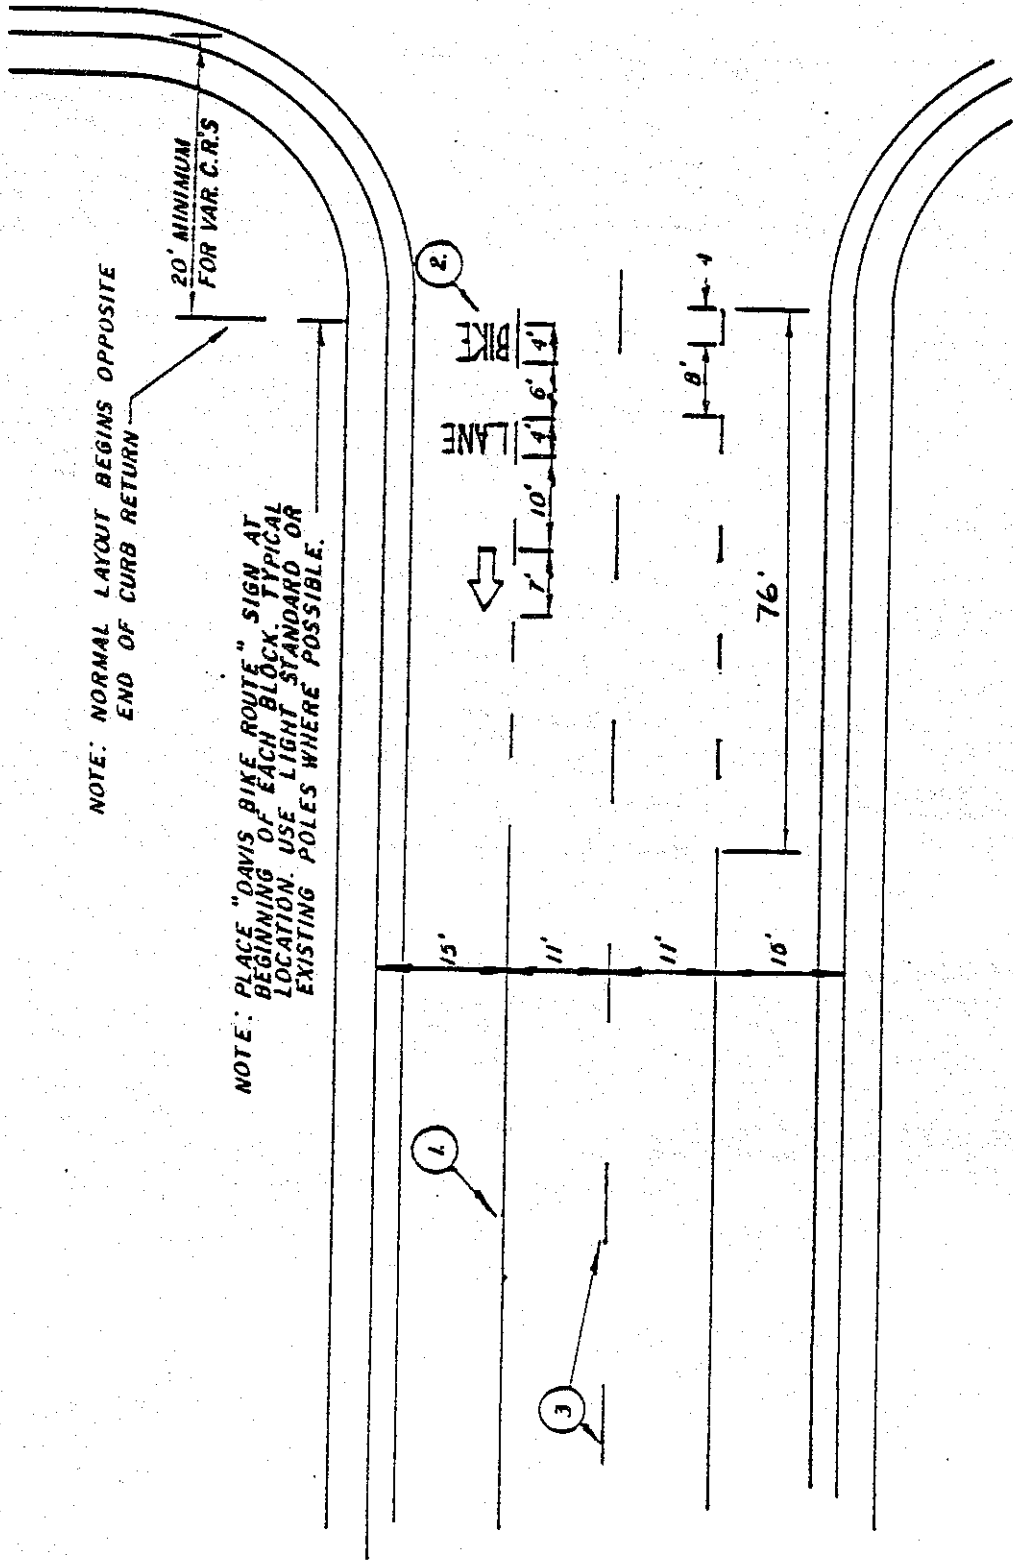 NOTE: NORMAL LAYOUT BEGINS OPPOSITE
END OF CURB RETURN
20' MINIMUM
FOR VAR. C.R.'S
NOTE: PLACE "DAVIS BIKE ROUTE" SIGN AT
BEGINNING OF EACH BLOCK. TYPICAL
LOCATION. USE LIGHT STANDARD OR
EXISTING POLES WHERE POSSIBLE.
2.
BIKE
LANE
4'
6'
4'
10'
7'
4
8'
76'
15'
11'
11'
1.
3